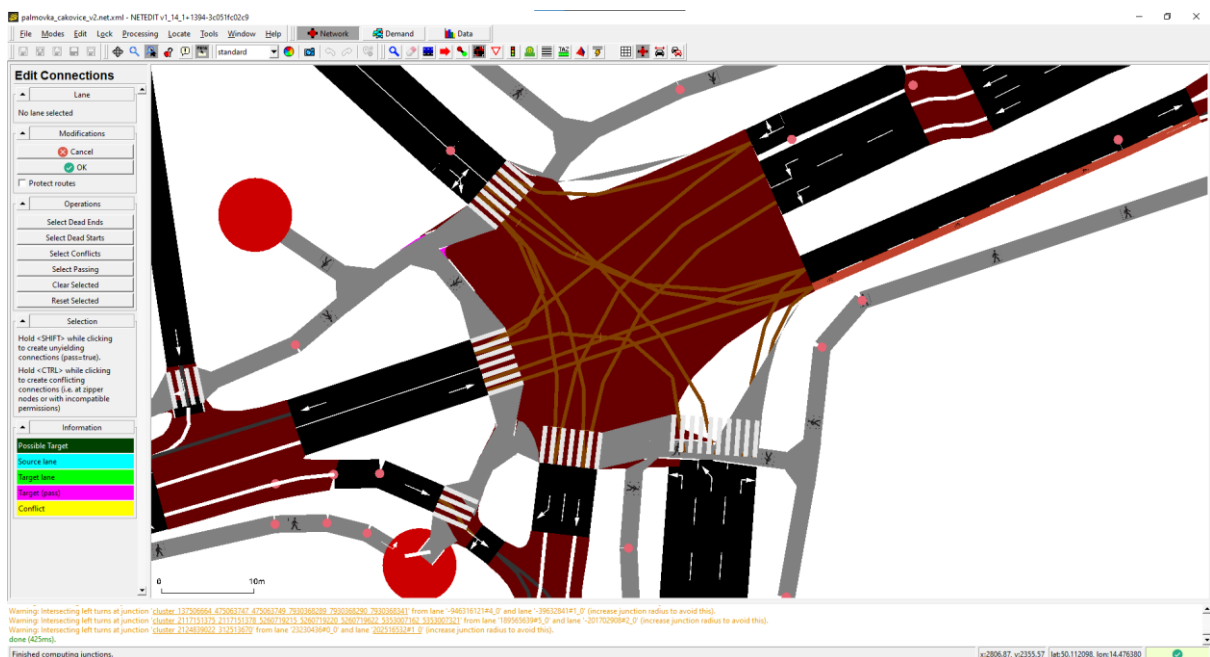 palmovka_cakovice_v2.net.xml - NETEDIT v1_14_1+1394-3c051fc02c9
File Modes Edit Lock Processing Locate Tools Window Help Network Demand Data
standard
TAZ
Edit Connections
Lane
No lane selected
Modifications
Cancel
OK
Protect routes
Operations
Select Dead Ends
Select Dead Starts
Select Conflicts
Select Passing
Clear Selected
Reset Selected
Selection
Hold <SHIFT> while clicking
to create unyielding
connections (pass=true).
Hold <CTRL> while clicking
to create conflicting
connections (i.e. at zipper
nodes or with incompatible
permissions)
Information
Possible Target
Source lane
Target lane
Target (pass)
Conflict
0 10m
Warning: Intersecting left turns at junction 'cluster_137506664_475063747_475063749_7930368289_7930368290_7930368341' from lane '-946316121#4_0' and lane '-39632841#1_0' (increase junction radius to avoid this).
Warning: Intersecting left turns at junction 'cluster_2117151375_2117151378_5260719215_5260719220_5260719622_5353007162_5353007321' from lane '189565639#5_0' and lane '-201702908#2_0' (increase junction radius to avoid this).
Warning: Intersecting left turns at junction 'cluster_2124639022_312513670' from lane '23230436#0_0' and lane '202516532#1_0' (increase junction radius to avoid this).
done (425ms).
Finished computing junctions.
x:2806.87, y:2355.57 lat:50.112098, lon:14.476380